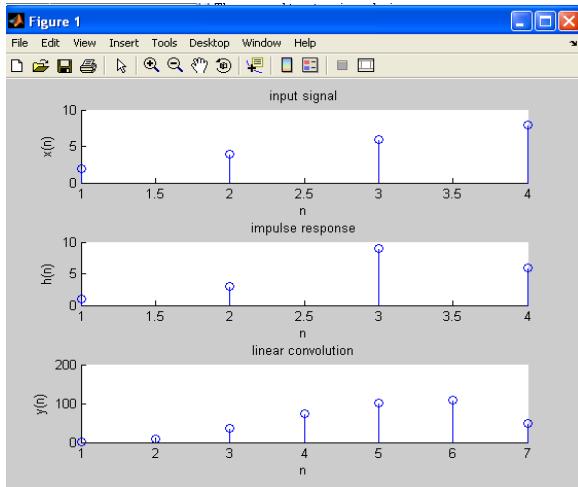 Figure 1
File Edit View Insert Tools Desktop Window Help
input signal
10
5
0
x(n)
1 1.5 2 2.5 3 3.5 4
n
impulse response
10
5
0
h(n)
1 1.5 2 2.5 3 3.5 4
n
linear convolution
200
100
0
y(n)
1 2 3 4 5 6 7
n